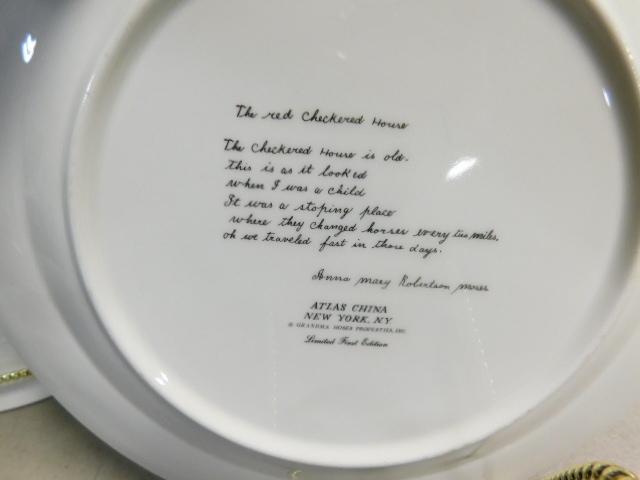 The red Checkered House
The Checkered House is old.
this is as it looked
when I was a child
It was a stoping place
where they changed horses every two miles.
oh we traveled fast in those days.
Anna mary Robertson moses
ATLAS CHINA
NEW YORK, NY
© GRANDMA MOSES PROPERTIES, INC.
Limited First Edition